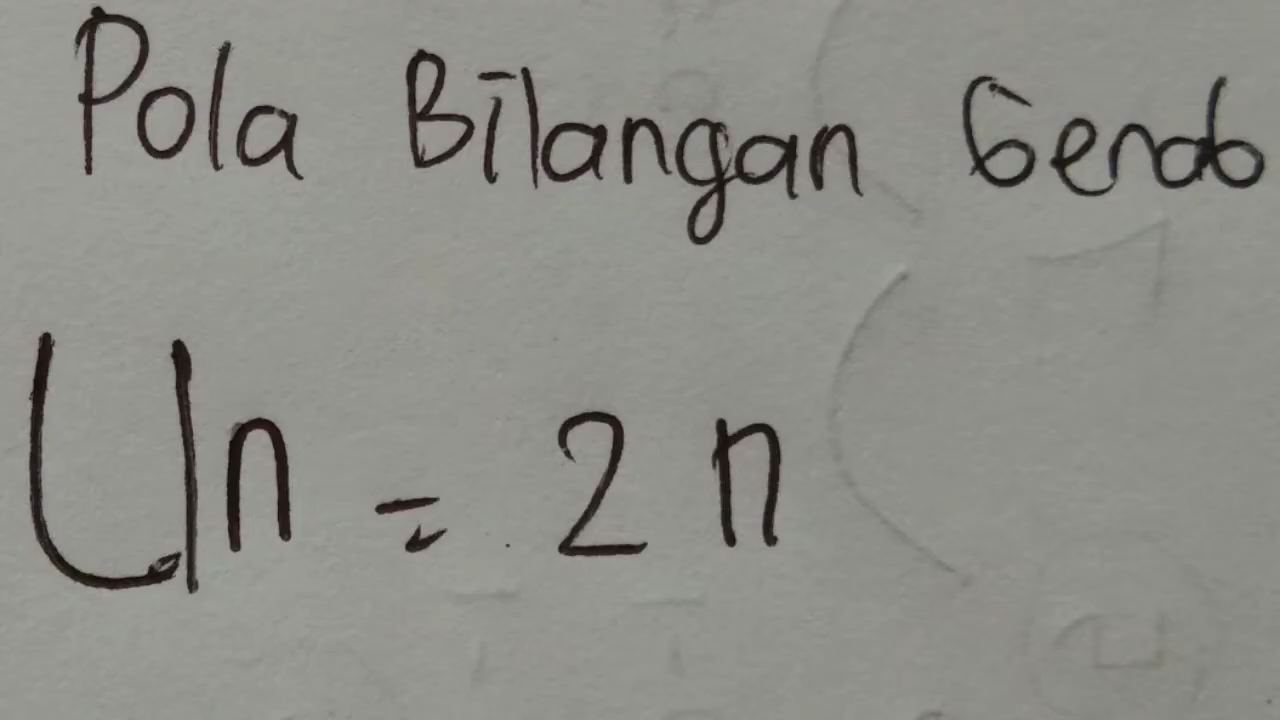 Pola Bilangan Genab
Un = 2n